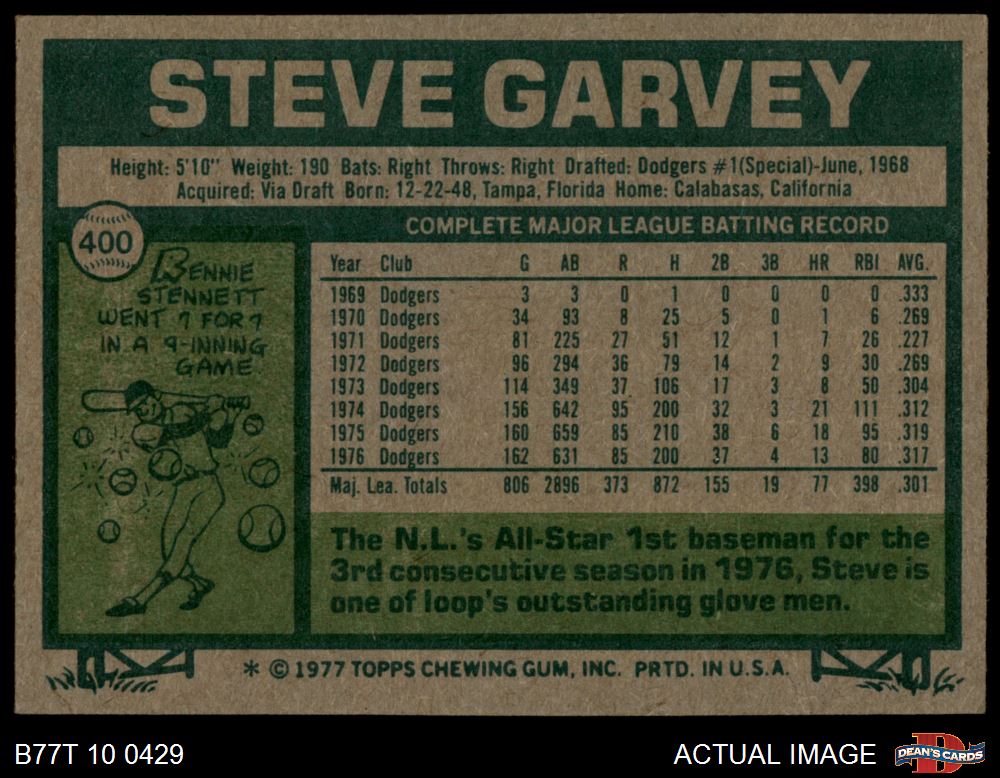 STEVE GARVEY
Height: 5'10" Weight: 190 Bats: Right Throws: Right Drafted: Dodgers #1(Special)-June, 1968
Acquired: Via Draft Born: 12-22-48, Tampa, Florida Home: Calabasas, California
400
COMPLETE MAJOR LEAGUE BATTING RECORD
BENNIE
STENNETT
WENT 7 FOR 7
IN A 9-INNING
GAME
Year Club G AB R H 2B 3B HR RBI AVG.
1969 Dodgers 3 3 0 1 0 0 0 0 .333
1970 Dodgers 34 93 8 25 5 0 1 6 .269
1971 Dodgers 81 225 27 51 12 1 7 26 .227
1972 Dodgers 96 294 36 79 14 2 9 30 .269
1973 Dodgers 114 349 37 106 17 3 8 50 .304
1974 Dodgers 156 642 95 200 32 3 21 111 .312
1975 Dodgers 160 659 85 210 38 6 18 95 .319
1976 Dodgers 162 631 85 200 37 4 13 80 .317
Maj. Lea. Totals 806 2896 373 872 155 19 77 398 .301
The N.L.'s All-Star 1st baseman for the
3rd consecutive season in 1976, Steve is
one of loop's outstanding glove men.
* © 1977 TOPPS CHEWING GUM, INC. PRTD. IN U.S.A.
B77T 10 0429
ACTUAL IMAGE
DEAN'S CARDS